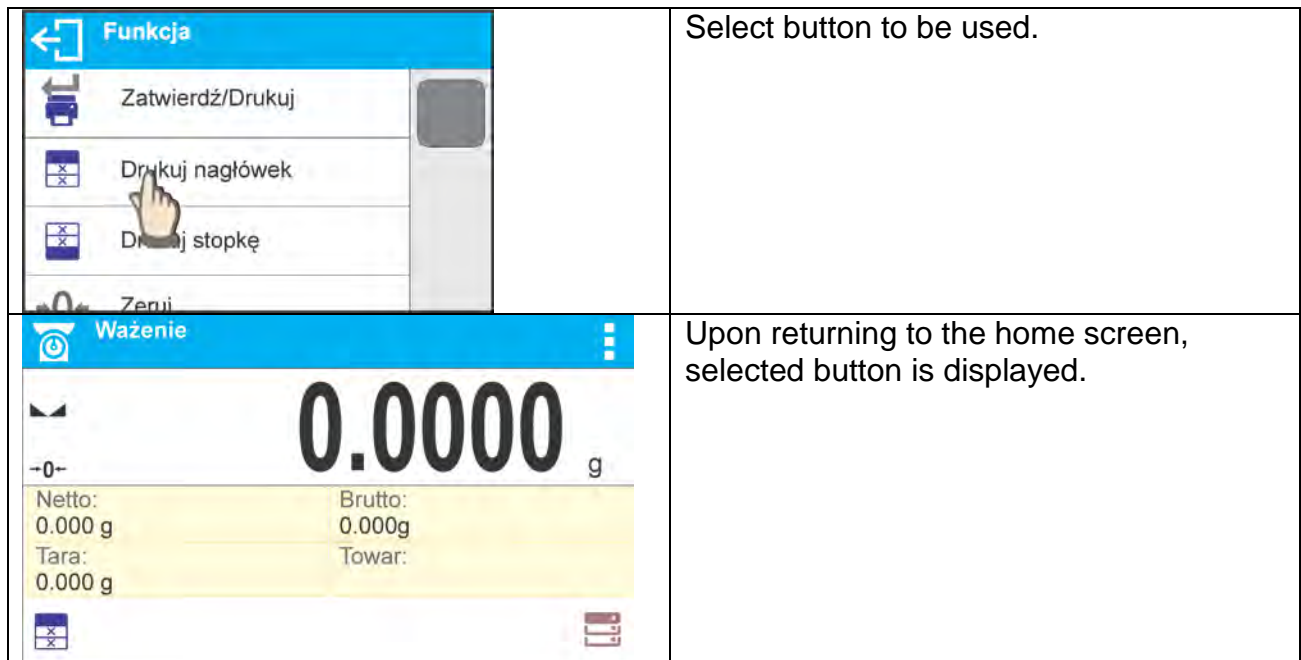 Funkcja
Select button to be used.
Zatwierdź/Drukuj
Drukuj nagłówek
Drukuj stopkę
→0← Zeruj
Ważenie
Upon returning to the home screen,
selected button is displayed.
0.0000 g
→0←
Netto: Brutto:
0.000 g 0.000g
Tara: Towar:
0.000 g